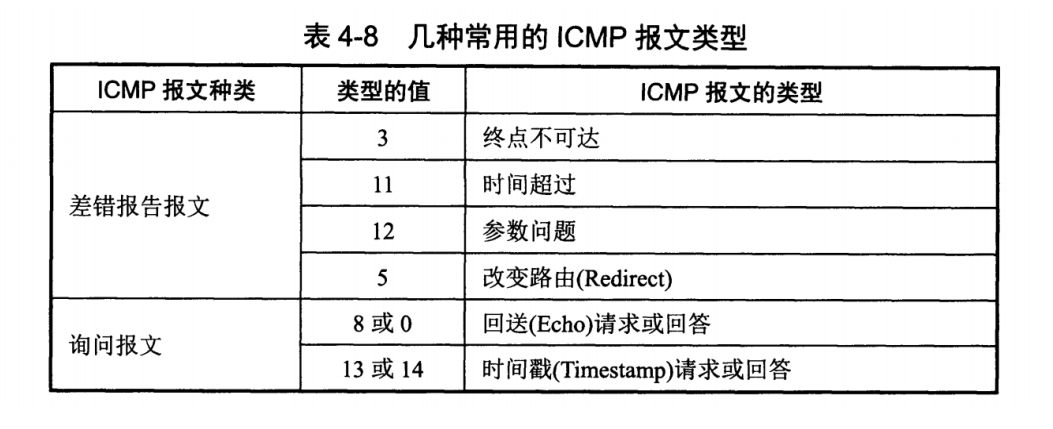 表 4-8 几种常用的 ICMP 报文类型
ICMP 报文种类 类型的值 ICMP 报文的类型
差错报告报文
3 终点不可达
11 时间超过
12 参数问题
5 改变路由(Redirect)
询问报文
8 或 0 回送(Echo)请求或回答
13 或 14 时间戳(Timestamp)请求或回答